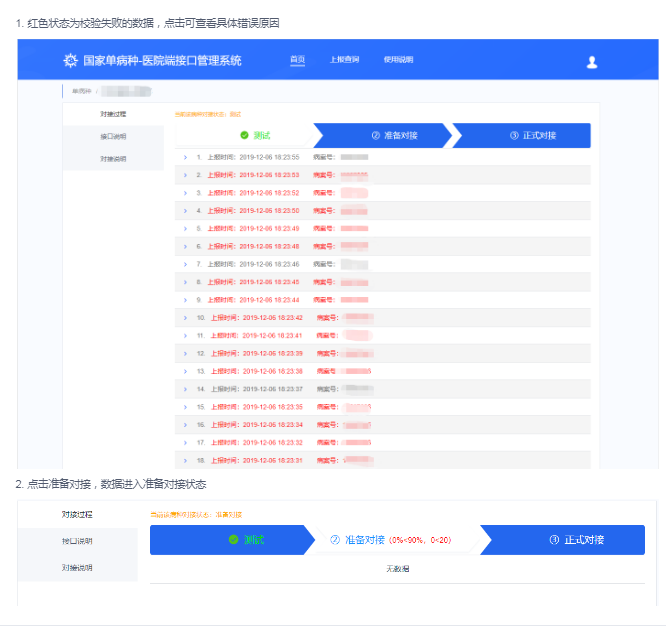 1. 红色状态为校验失败的数据，点击可查看具体错误原因
国家单病种-医院端接口管理系统 首页 上报查询 使用说明
单病种：
对接过程
接口说明
对接说明
当前该病种对接状态：测试
测试 ② 准备对接 ③ 正式对接
1. 上报时间：2019-12-06 18:23:55 病案号：
2. 上报时间：2019-12-06 18:23:53 病案号：
3. 上报时间：2019-12-06 18:23:52 病案号：
4. 上报时间：2019-12-06 18:23:50 病案号：
5. 上报时间：2019-12-06 18:23:49 病案号：
6. 上报时间：2019-12-06 18:23:48 病案号：
7. 上报时间：2019-12-06 18:23:46 病案号：
8. 上报时间：2019-12-06 18:23:45 病案号：
9. 上报时间：2019-12-06 18:23:44 病案号：
10. 上报时间：2019-12-06 18:23:42 病案号：
11. 上报时间：2019-12-06 18:23:41 病案号：
12. 上报时间：2019-12-06 18:23:39 病案号：
13. 上报时间：2019-12-06 18:23:38 病案号：
14. 上报时间：2019-12-06 18:23:37 病案号：
15. 上报时间：2019-12-06 18:23:35 病案号：
16. 上报时间：2019-12-06 18:23:34 病案号：
17. 上报时间：2019-12-06 18:23:32 病案号：
18. 上报时间：2019-12-06 18:23:31 病案号：
2. 点击准备对接，数据进入准备对接状态
对接过程
接口说明
对接说明
当前该病种对接状态：准备对接
测试 ② 准备对接 (0%<90%，0<20) ③ 正式对接
无数据